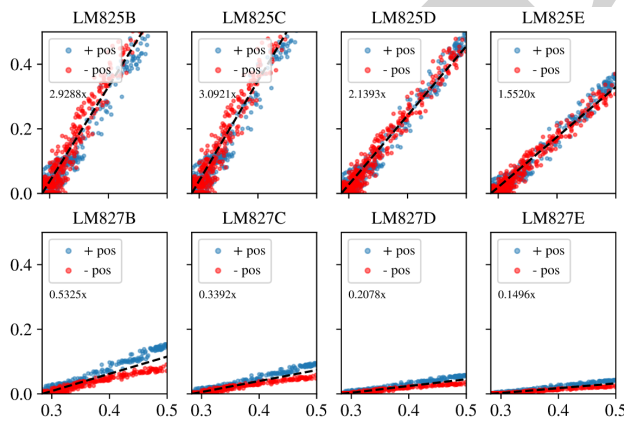 LM825B LM825C LM825D LM825E
0.4
+ pos + pos + pos + pos
- pos - pos - pos - pos
2.9288x 3.0921x 2.1393x 1.5520x
0.2
0.0
LM827B LM827C LM827D LM827E
0.4
+ pos + pos + pos + pos
- pos - pos - pos - pos
0.5325x 0.3392x 0.2078x 0.1496x
0.2
0.0
0.3 0.4 0.5 0.3 0.4 0.5 0.3 0.4 0.5 0.3 0.4 0.5